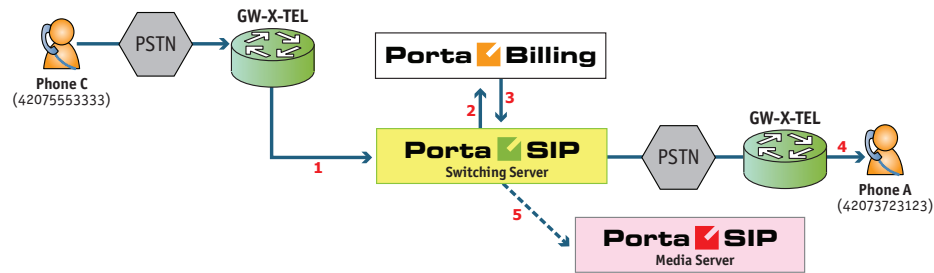 GW-X-TEL
PSTN
Phone C
(42075553333)
Porta Billing
2
3
1
Porta SIP
Switching Server
PSTN
GW-X-TEL
4
Phone A
(42073723123)
5
Porta SIP
Media Server